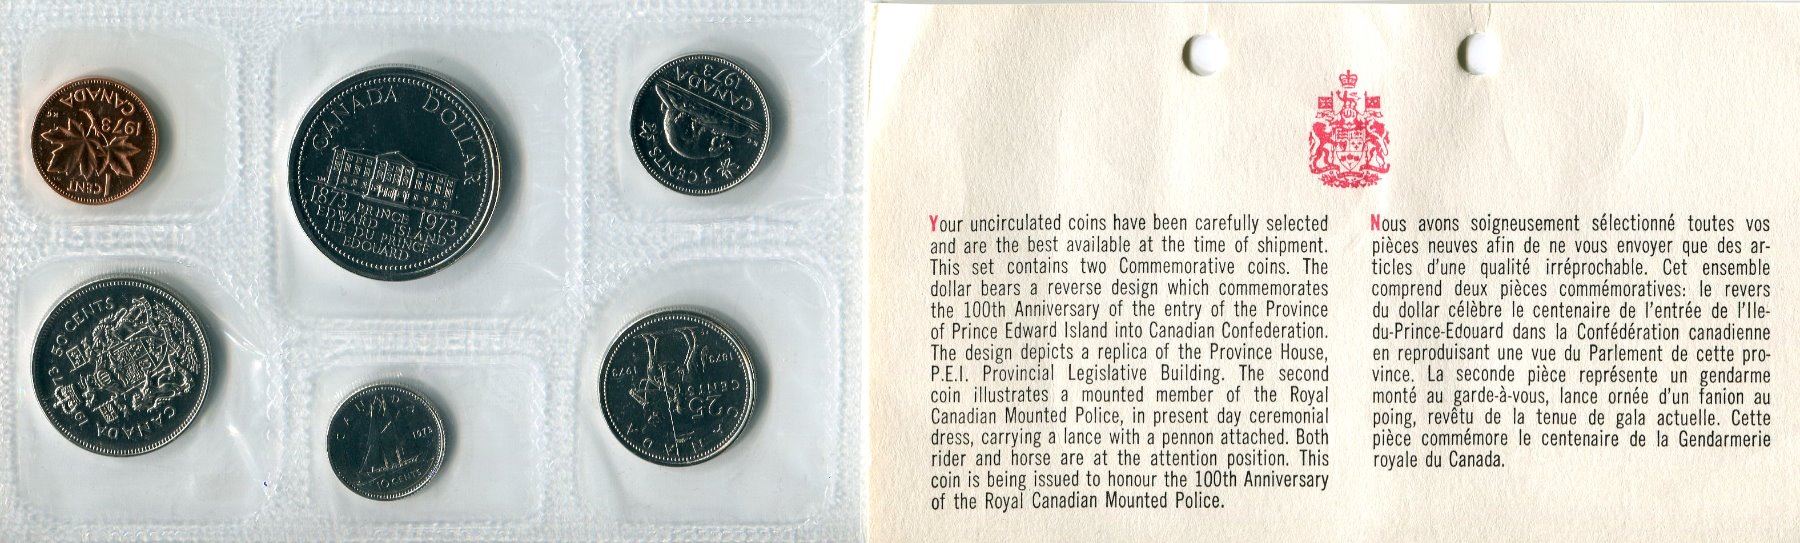 CANADA
1973
CENT
CANADA DOLLAR
1873 1973
PRINCE
EDWARD ISLAND
ILE DU PRINCE
EDOUARD
CANADA
1973
5 CENTS
50 CENTS
CANADA 1973
CANADA
1973
10 CENTS
1873
1973
25 CENTS
CANADA
Your uncirculated coins have been carefully selected
and are the best available at the time of shipment.
This set contains two Commemorative coins. The
dollar bears a reverse design which commemorates
the 100th Anniversary of the entry of the Province
of Prince Edward Island into Canadian Confederation.
The design depicts a replica of the Province House,
P.E.I. Provincial Legislative Building. The second
coin illustrates a mounted member of the Royal
Canadian Mounted Police, in present day ceremonial
dress, carrying a lance with a pennon attached. Both
rider and horse are at the attention position. This
coin is being issued to honour the 100th Anniversary
of the Royal Canadian Mounted Police.
Nous avons soigneusement sélectionné toutes vos
pièces neuves afin de ne vous envoyer que des ar-
ticles d'une qualité irréprochable. Cet ensemble
comprend deux pièces commémoratives: le revers
du dollar célèbre le centenaire de l'entrée de l'Ile-
du-Prince-Edouard dans la Confédération canadienne
en reproduisant une vue du Parlement de cette pro-
vince. La seconde pièce représente un gendarme
monté au garde-à-vous, lance ornée d'un fanion au
poing, revêtu de la tenue de gala actuelle. Cette
pièce commémore le centenaire de la Gendarmerie
royale du Canada.